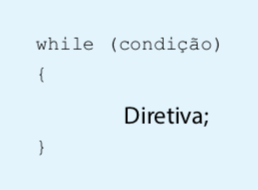 while (condição)
{
Diretiva;
}